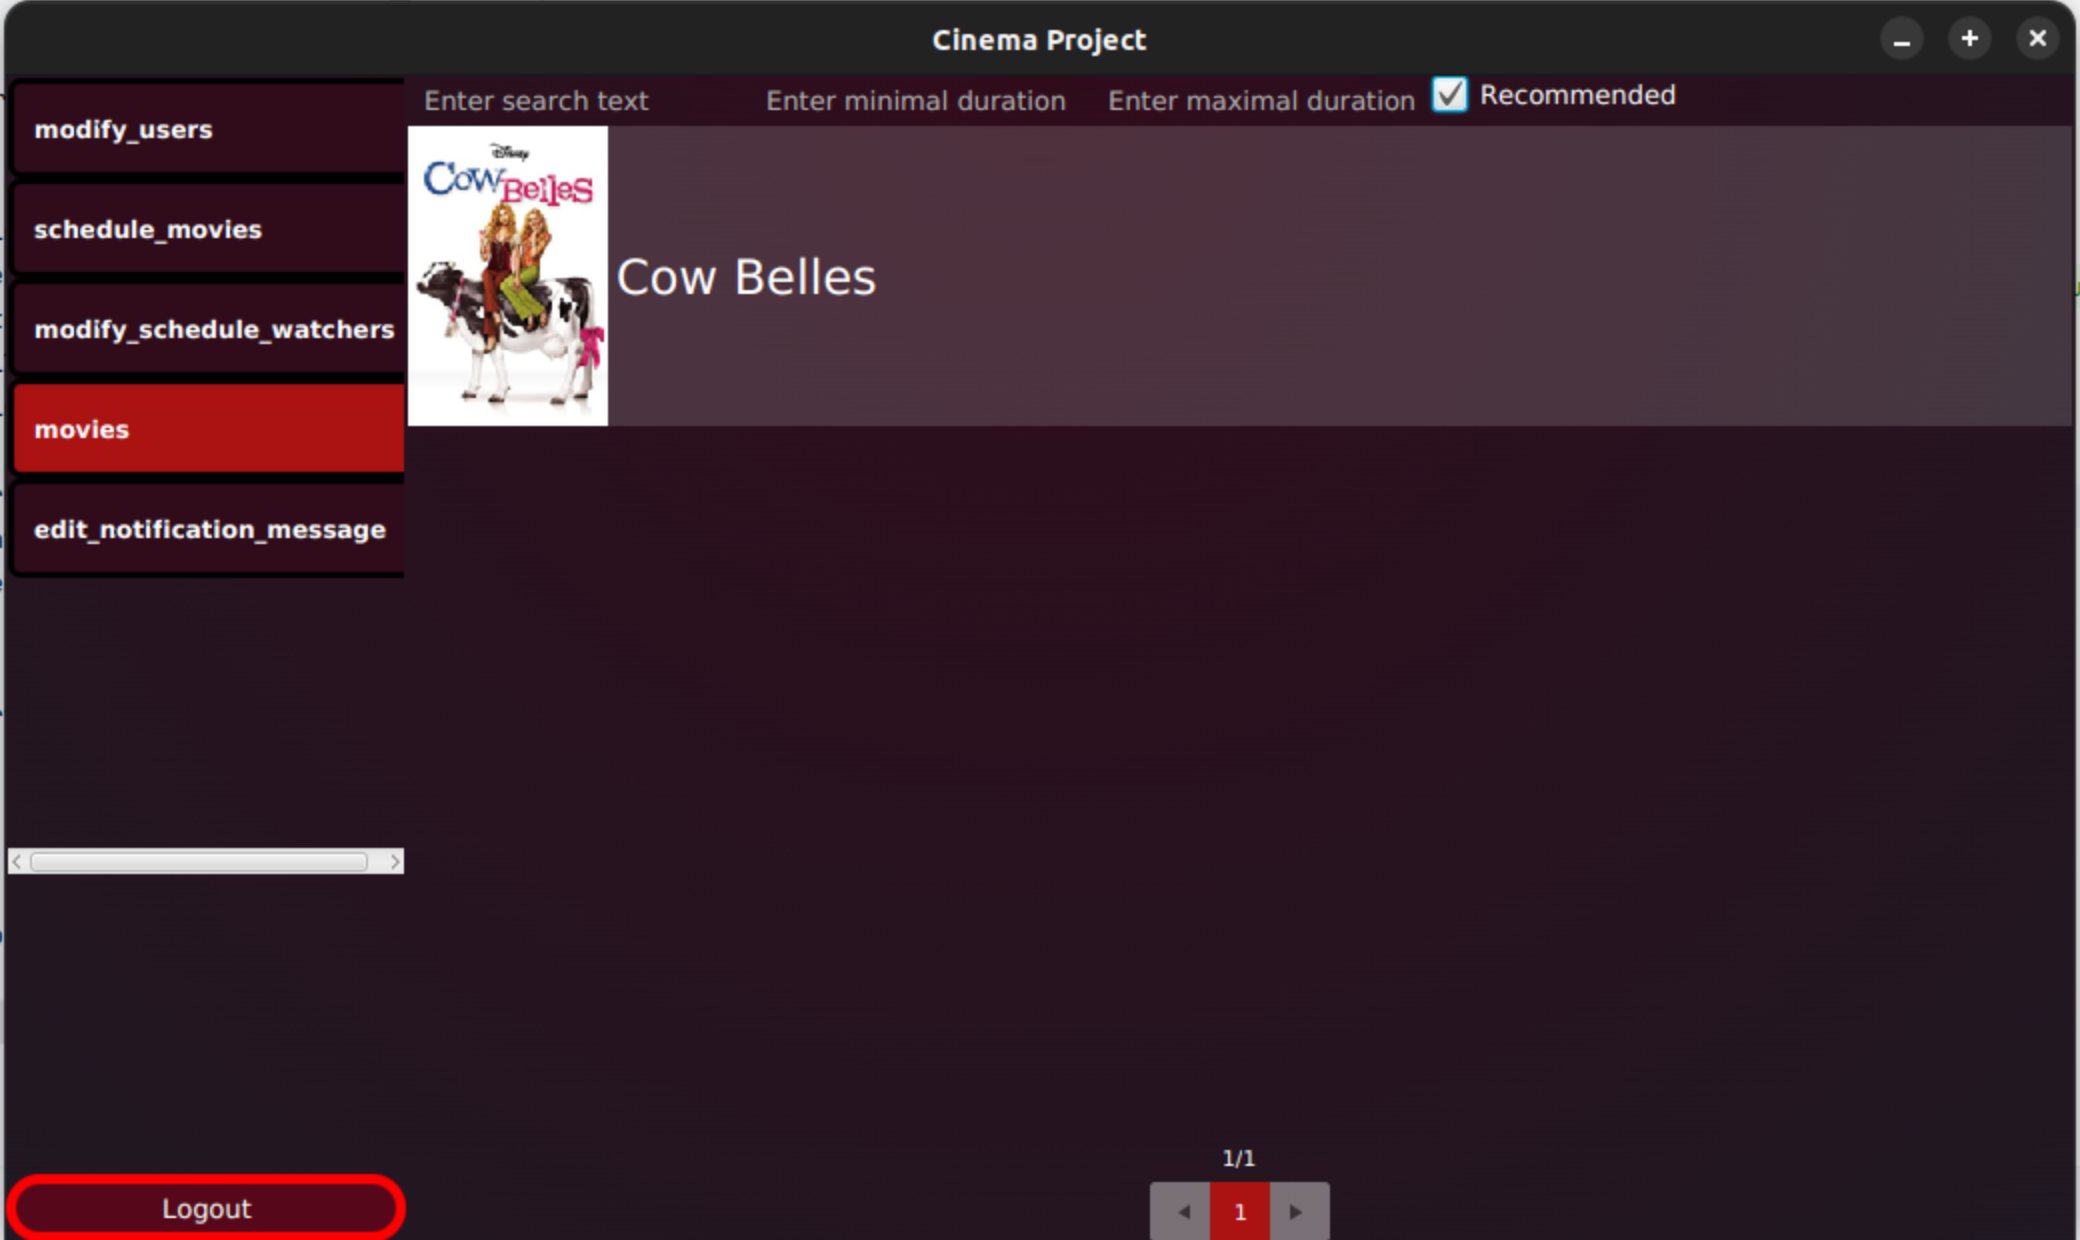 Cinema Project
modify_users
schedule_movies
modify_schedule_watchers
movies
edit_notification_message
Logout
Enter search text
Enter minimal duration
Enter maximal duration
Recommended
Disney
Cow Belles
Cow Belles
1/1
1